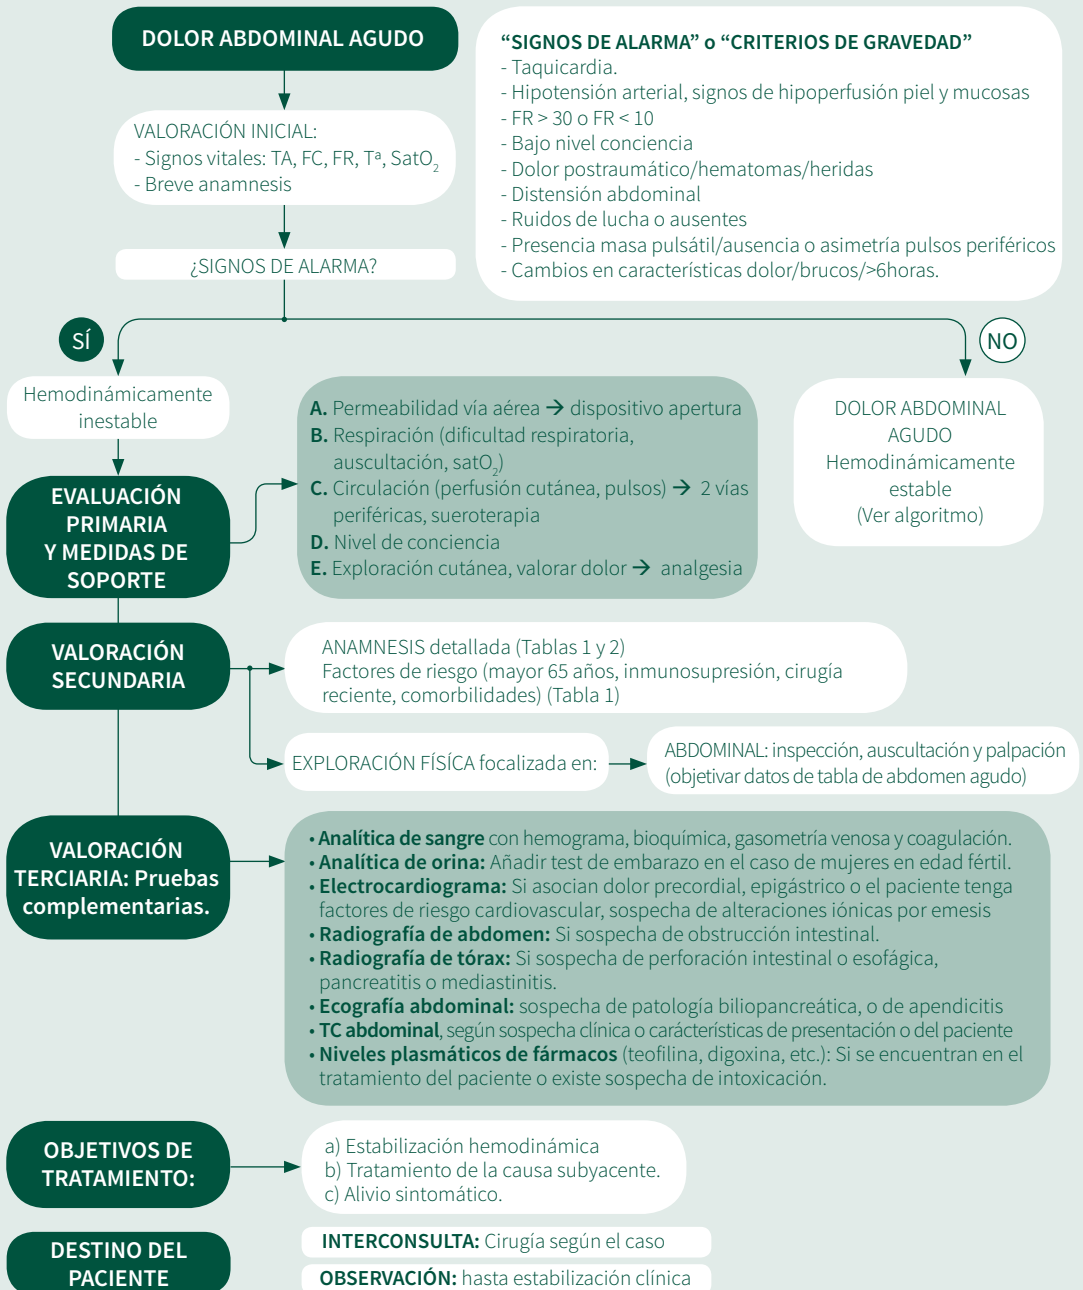 DOLOR ABDOMINAL AGUDO
“SIGNOS DE ALARMA” o “CRITERIOS DE GRAVEDAD”
- Taquicardia.
- Hipotensión arterial, signos de hipoperfusión piel y mucosas
- FR > 30 o FR < 10
- Bajo nivel conciencia
- Dolor postraumático/hematomas/heridas
- Distensión abdominal
- Ruidos de lucha o ausentes
- Presencia masa pulsátil/ausencia o asimetría pulsos periféricos
- Cambios en características dolor/brucos/>6horas.
VALORACIÓN INICIAL:
- Signos vitales: TA, FC, FR, Tª, SatO₂
- Breve anamnesis
¿SIGNOS DE ALARMA?
SÍ
NO
Hemodinámicamente
inestable
DOLOR ABDOMINAL
AGUDO
Hemodinámicamente
estable
(Ver algoritmo)
EVALUACIÓN
PRIMARIA
Y MEDIDAS DE
SOPORTE
A. Permeabilidad vía aérea → dispositivo apertura
B. Respiración (dificultad respiratoria,
auscultación, satO₂)
C. Circulación (perfusión cutánea, pulsos) → 2 vías
periféricas, sueroterapia
D. Nivel de conciencia
E. Exploración cutánea, valorar dolor → analgesia
VALORACIÓN
SECUNDARIA
ANAMNESIS detallada (Tablas 1 y 2)
Factores de riesgo (mayor 65 años, inmunosupresión, cirugía
reciente, comorbilidades) (Tabla 1)
EXPLORACIÓN FÍSÍCA focalizada en:
ABDOMINAL: inspección, auscultación y palpación
(objetivar datos de tabla de abdomen agudo)
VALORACIÓN
TERCIARIA: Pruebas
complementarias.
• Analítica de sangre con hemograma, bioquímica, gasometría venosa y coagulación.
• Analítica de orina: Añadir test de embarazo en el caso de mujeres en edad fértil.
• Electrocardiograma: Si asocian dolor precordial, epigástrico o el paciente tenga
factores de riesgo cardiovascular, sospecha de alteraciones iónicas por emesis
• Radiografía de abdomen: Si sospecha de obstrucción intestinal.
• Radiografía de tórax: Si sospecha de perforación intestinal o esofágica,
pancreatitis o mediastinitis.
• Ecografía abdominal: sospecha de patología biliopancreática, o de apendicitis
• TC abdominal, según sospecha clínica o carácterísticas de presentación o del paciente
• Niveles plasmáticos de fármacos (teofilina, digoxina, etc.): Si se encuentran en el
tratamiento del paciente o existe sospecha de intoxicación.
OBJETIVOS DE
TRATAMIENTO:
a) Estabilización hemodinámica
b) Tratamiento de la causa subyacente.
c) Alivio sintomático.
DESTINO DEL
PACIENTE
INTERCONSULTA: Cirugía según el caso
OBSERVACIÓN: hasta estabilización clínica